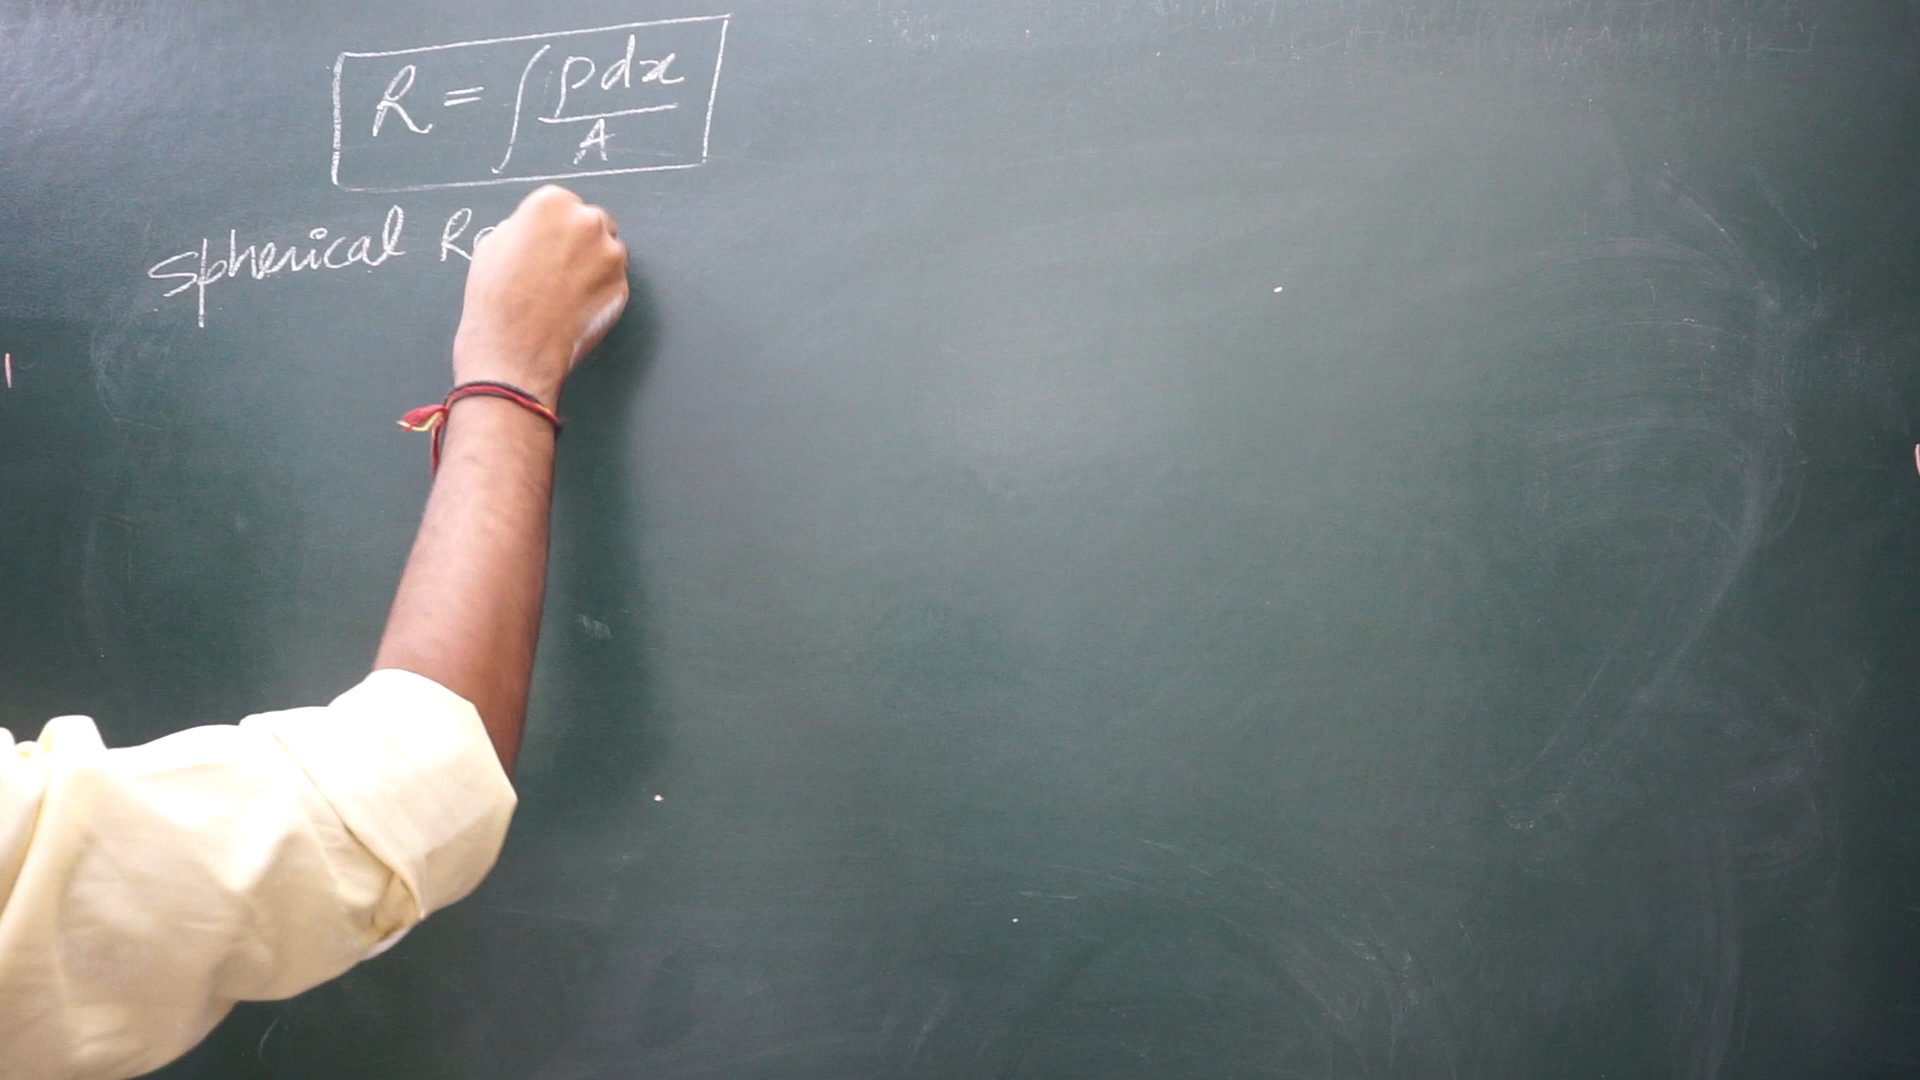 R = ∫ ρdx / A
Spherical